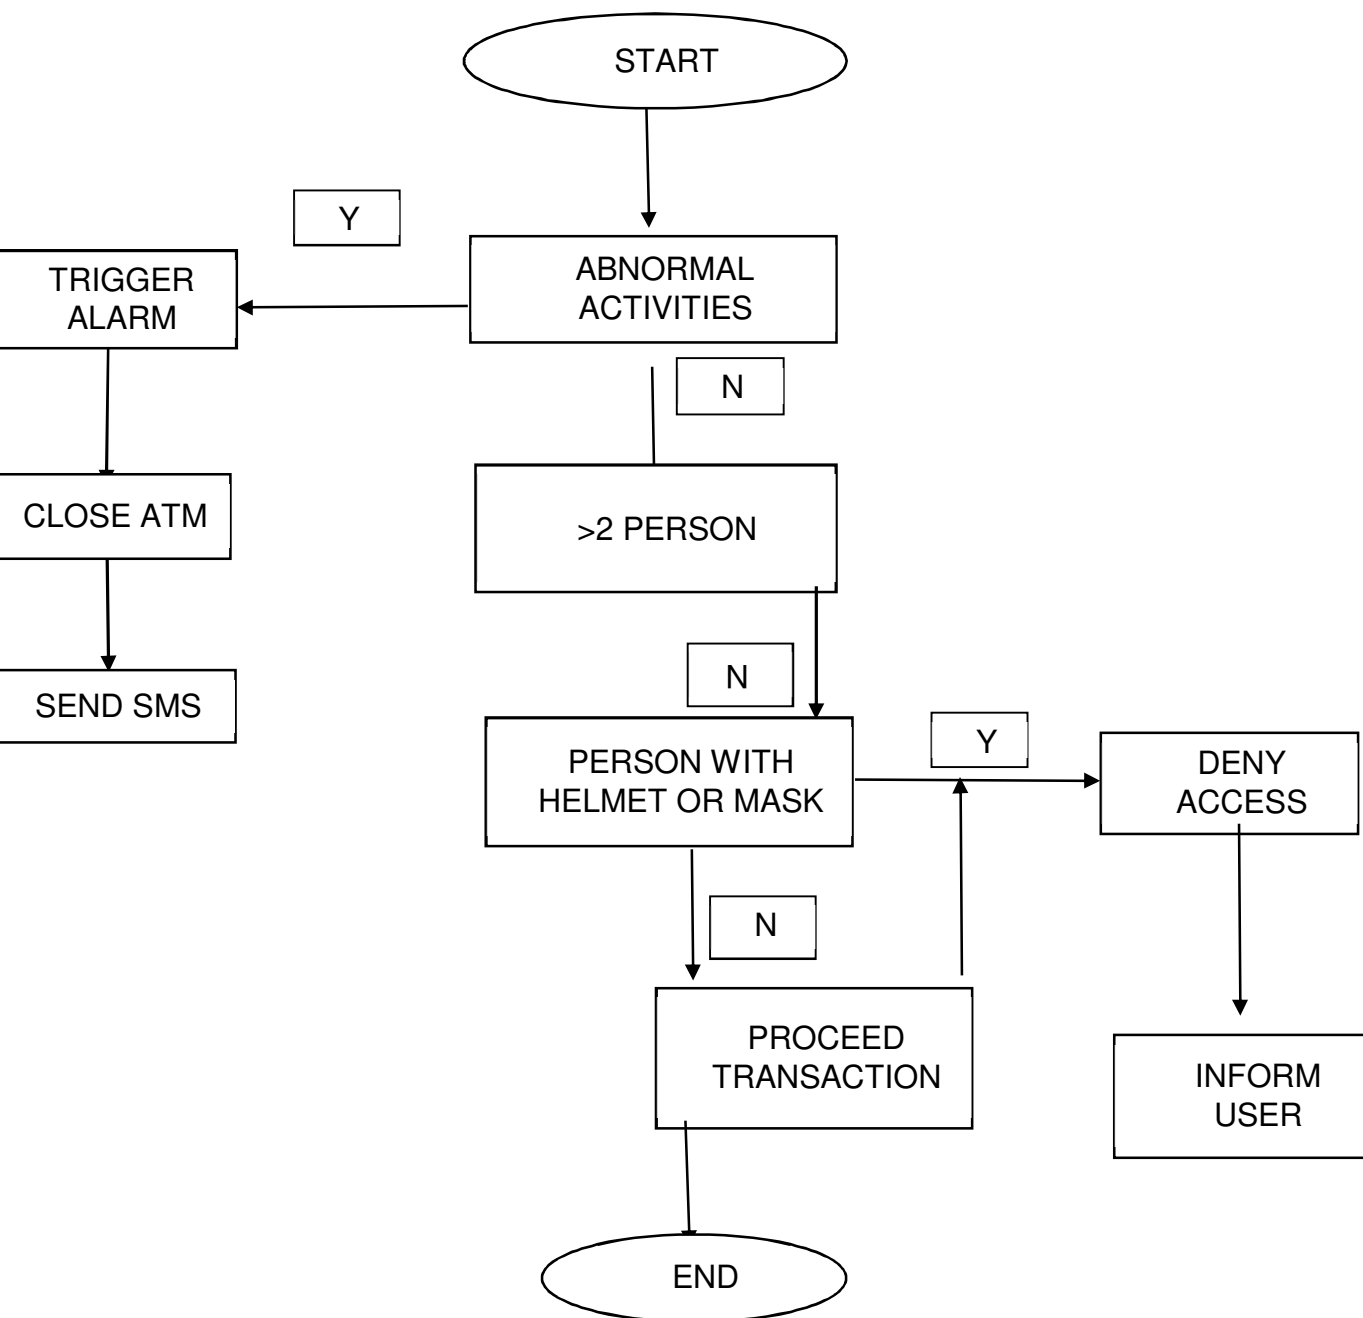 START
Y
TRIGGER
ALARM
ABNORMAL
ACTIVITIES
N
CLOSE ATM
>2 PERSON
N
SEND SMS
PERSON WITH
HELMET OR MASK
Y
DENY
ACCESS
N
PROCEED
TRANSACTION
INFORM
USER
END